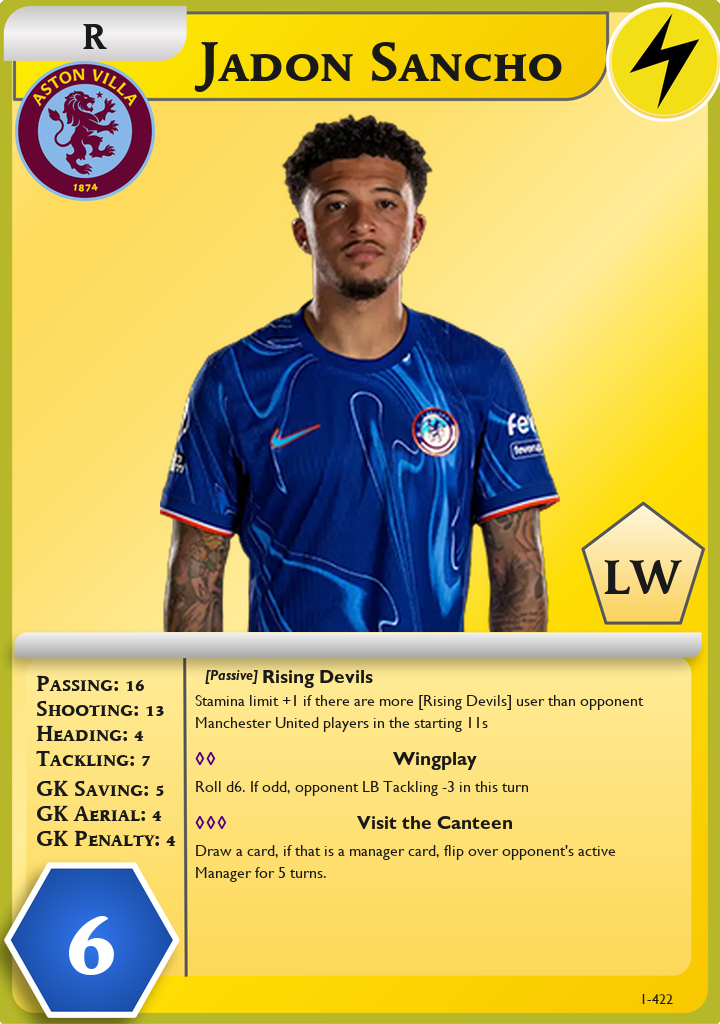 R
Jadon Sancho
ASTON VILLA
1874
fev
feverup
LW
Passing: 16
Shooting: 13
Heading: 4
Tackling: 7
GK Saving: 5
GK Aerial: 4
GK Penalty: 4
6
[Passive] Rising Devils
Stamina limit +1 if there are more [Rising Devils] user than opponent
Manchester United players in the starting 11s
◊◊ Wingplay
Roll d6. If odd, opponent LB Tackling -3 in this turn
◊◊◊ Visit the Canteen
Draw a card, if that is a manager card, flip over opponent's active
Manager for 5 turns.
1-422